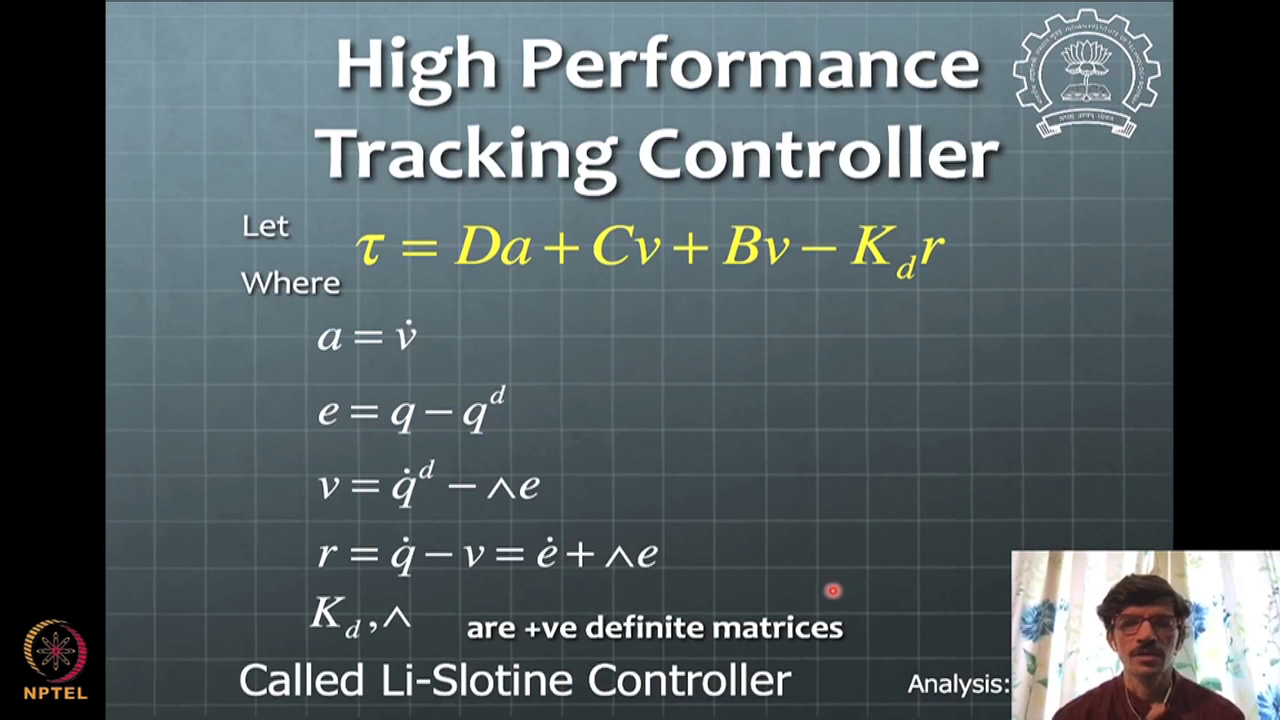 High Performance
Tracking Controller
Let
τ = Da + Cv + Bv − K_d r
Where
a = v̇
e = q − q^d
v = q̇^d − ∧e
r = q̇ − v = ė + ∧e
K_d, ∧ are +ve definite matrices
Called Li-Slotine Controller
Analysis:
NPTEL